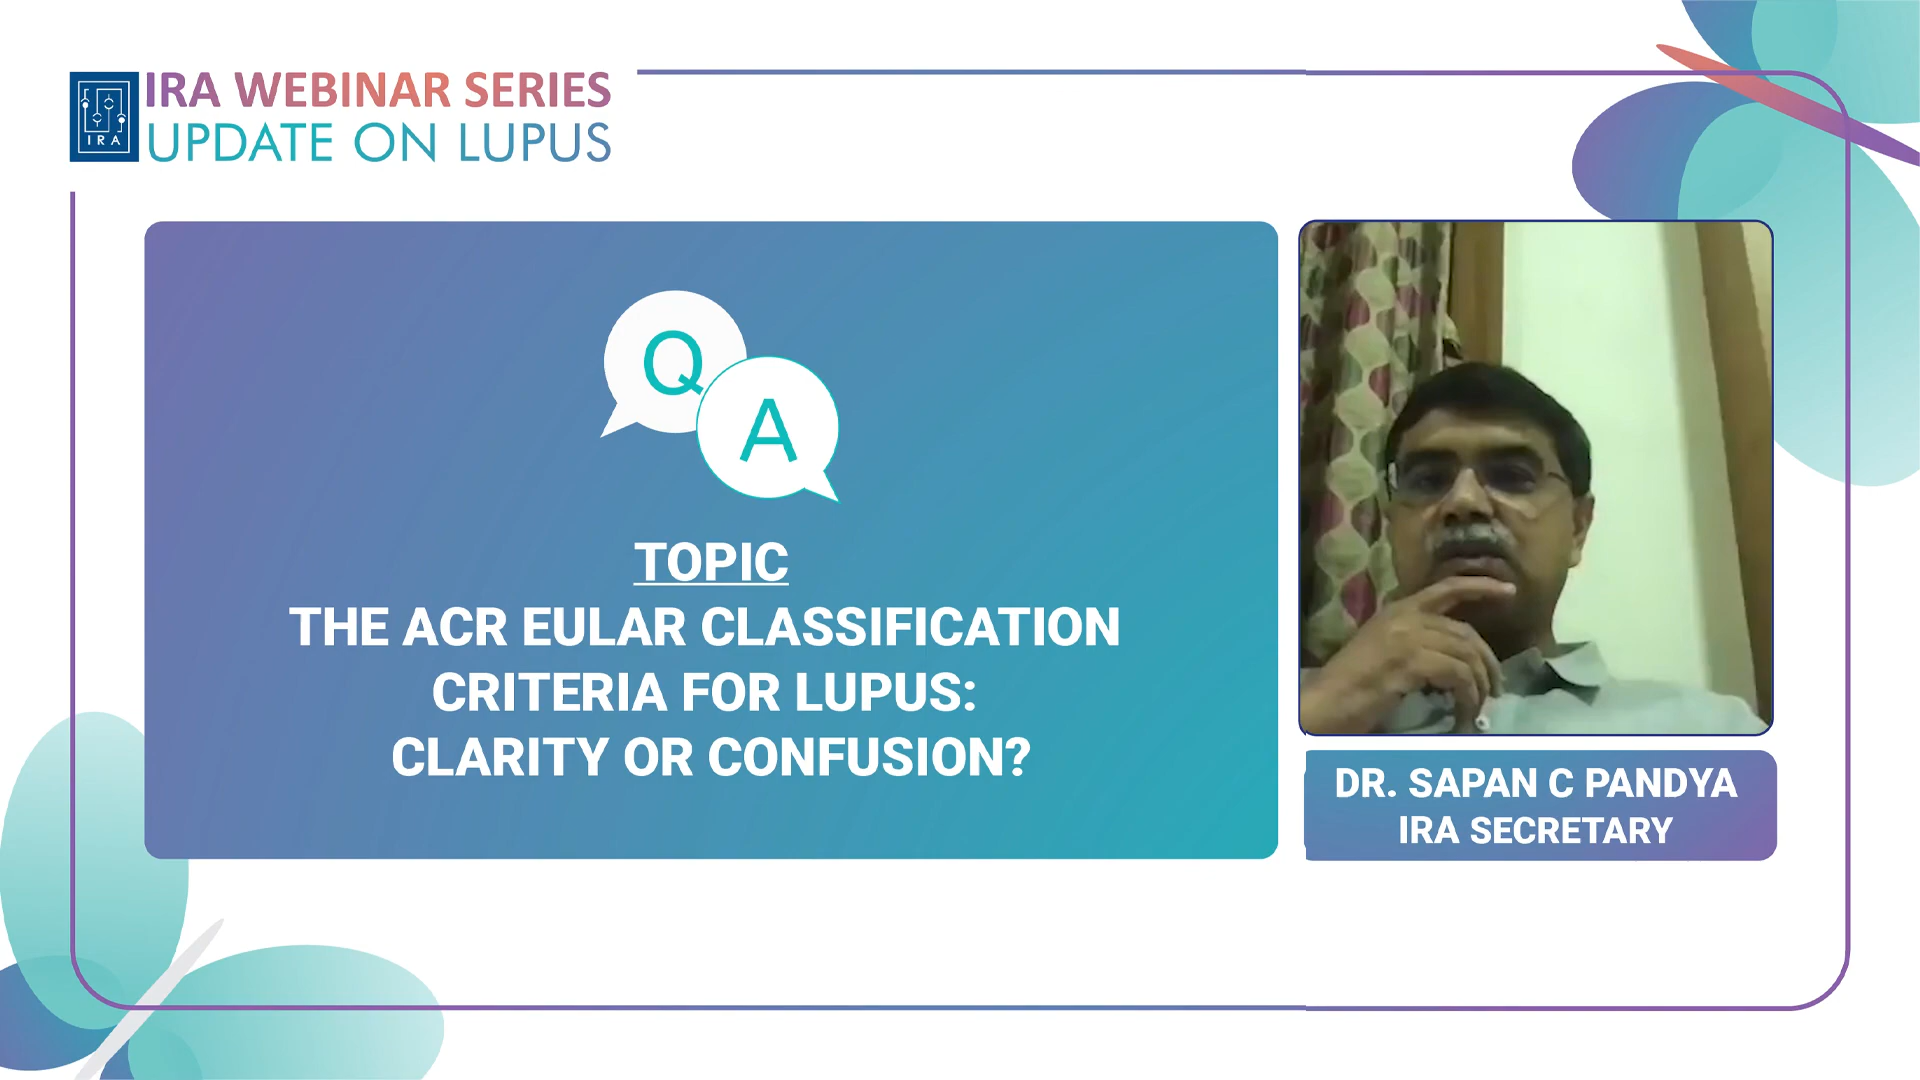 IRA WEBINAR SERIES
UPDATE ON LUPUS
IRA
Q
A
TOPIC
THE ACR EULAR CLASSIFICATION
CRITERIA FOR LUPUS:
CLARITY OR CONFUSION?
DR. SAPAN C PANDYA
IRA SECRETARY